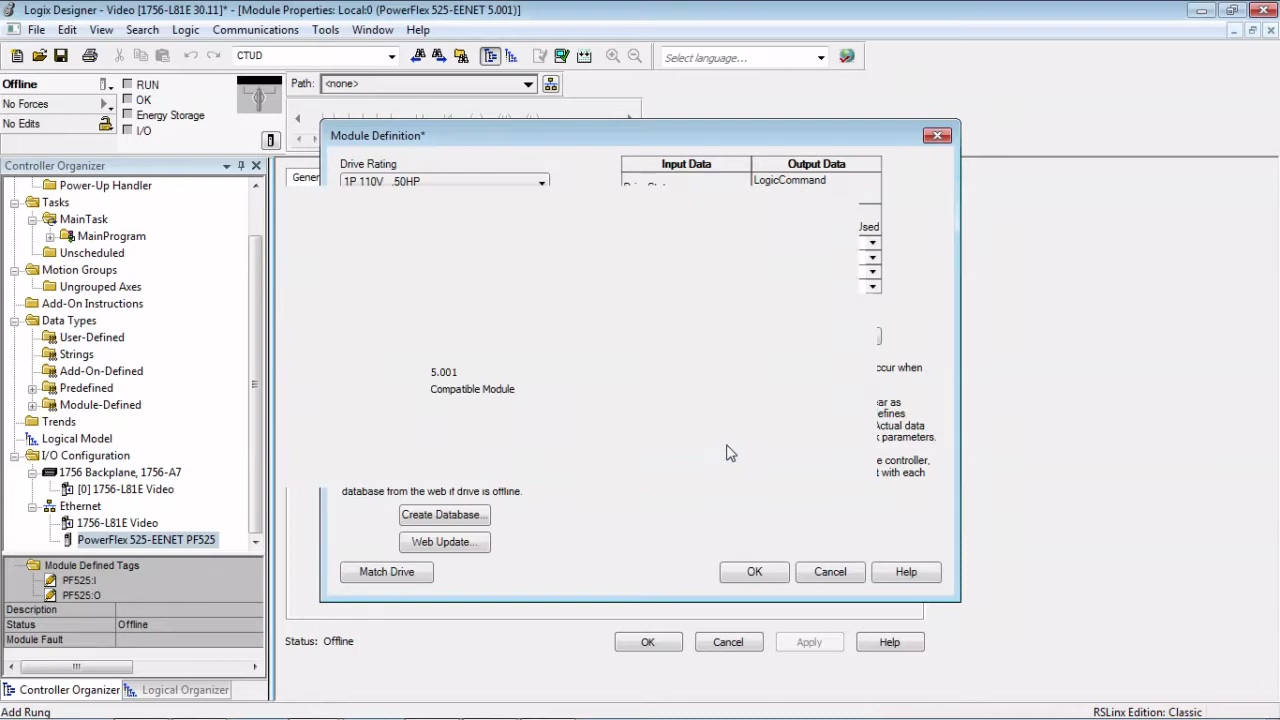 Logix Designer - Video [1756-L81E 30.11]* - [Module Properties: Local:0 (PowerFlex 525-EENET 5.001)]
File Edit View Search Logic Communications Tools Window Help
CTUD
Select language...
Offline
RUN
No Forces
OK
Energy Storage
No Edits
I/O
Path: <none>
Controller Organizer
Power-Up Handler
Tasks
MainTask
MainProgram
Unscheduled
Motion Groups
Ungrouped Axes
Add-On Instructions
Data Types
User-Defined
Strings
Add-On-Defined
Predefined
Module-Defined
Trends
Logical Model
I/O Configuration
1756 Backplane, 1756-A7
[0] 1756-L81E Video
Ethernet
1756-L81E Video
PowerFlex 525-EENET PF525
Module Defined Tags
PF525:I
PF525:O
Description
Status Offline
Module Fault
Controller Organizer Logical Organizer
Add Rung
Gener
Module Definition*
Drive Rating
1P 110V .50HP
Input Data Output Data
LogicCommand
Used
5.001
Compatible Module
ccur when
ear as
efines
Actual data
k parameters.
e controller,
t with each
database from the web if drive is offline.
Create Database...
Web Update...
Match Drive
OK Cancel Help
Status: Offline
OK Cancel Apply Help
RSLinx Edition: Classic